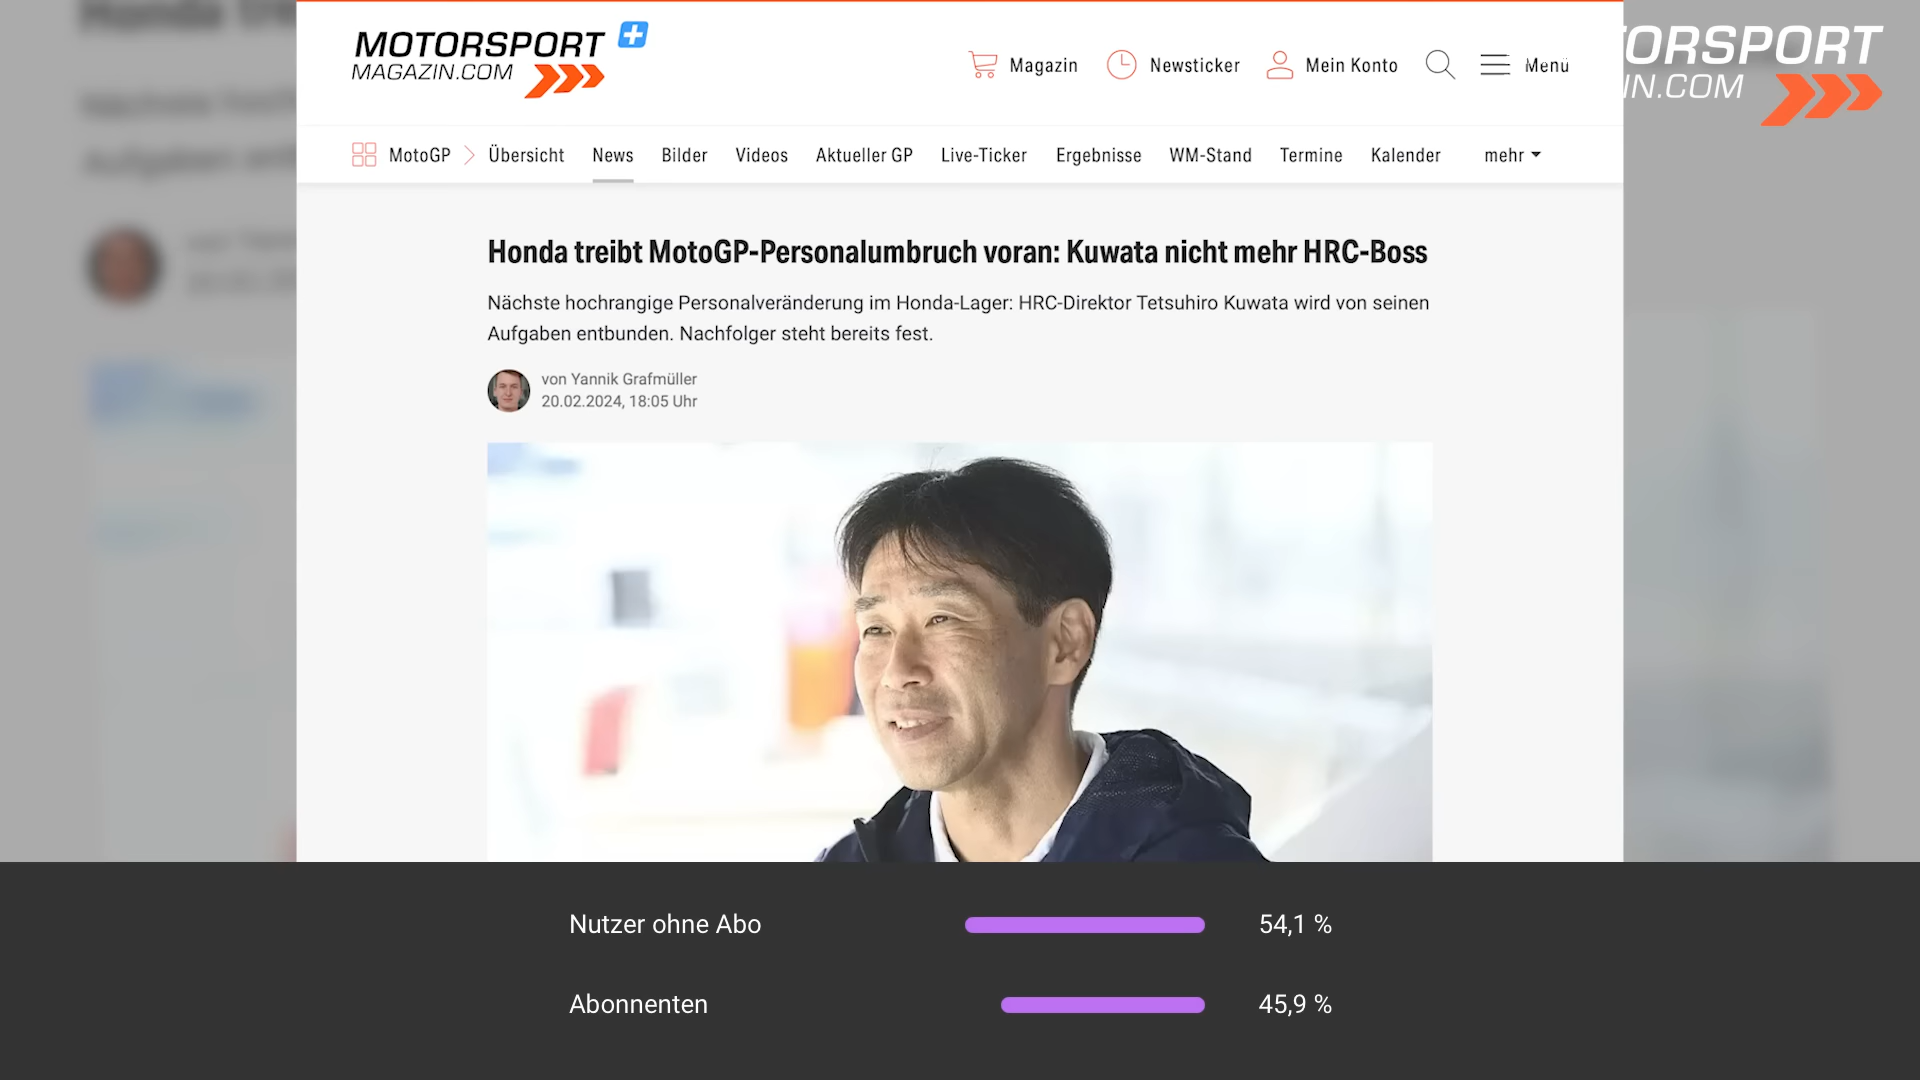 MOTORSPORT
MAGAZIN.COM
Magazin
Newsticker
Mein Konto
Menü
ORSPORT
IN.COM
MotoGP
Übersicht
News
Bilder
Videos
Aktueller GP
Live-Ticker
Ergebnisse
WM-Stand
Termine
Kalender
mehr
Honda treibt MotoGP-Personalumbruch voran: Kuwata nicht mehr HRC-Boss
Nächste hochrangige Personalveränderung im Honda-Lager: HRC-Direktor Tetsuhiro Kuwata wird von seinen
Aufgaben entbunden. Nachfolger steht bereits fest.
von Yannik Grafmüller
20.02.2024, 18:05 Uhr
Nutzer ohne Abo 54,1 %
Abonnenten 45,9 %